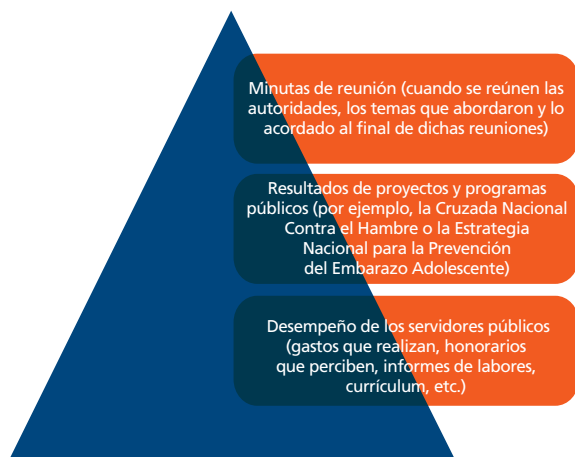 Minutas de reunión (cuando se reúnen las
autoridades, los temas que abordaron y lo
acordado al final de dichas reuniones)
Resultados de proyectos y programas
públicos (por ejemplo, la Cruzada Nacional
Contra el Hambre o la Estrategia
Nacional para la Prevención
del Embarazo Adolescente)
Desempeño de los servidores públicos
(gastos que realizan, honorarios
que perciben, informes de labores,
currículum, etc.)